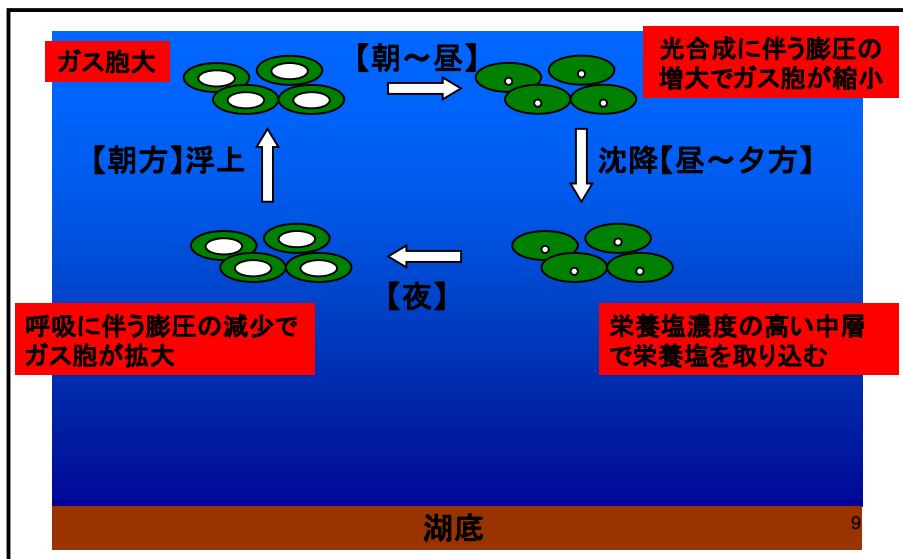 ガス胞大
【朝～昼】
光合成に伴う膨圧の
増大でガス胞が縮小
【朝方】浮上
沈降【昼～夕方】
【夜】
呼吸に伴う膨圧の減少で
ガス胞が拡大
栄養塩濃度の高い中層
で栄養塩を取り込む
湖底
9